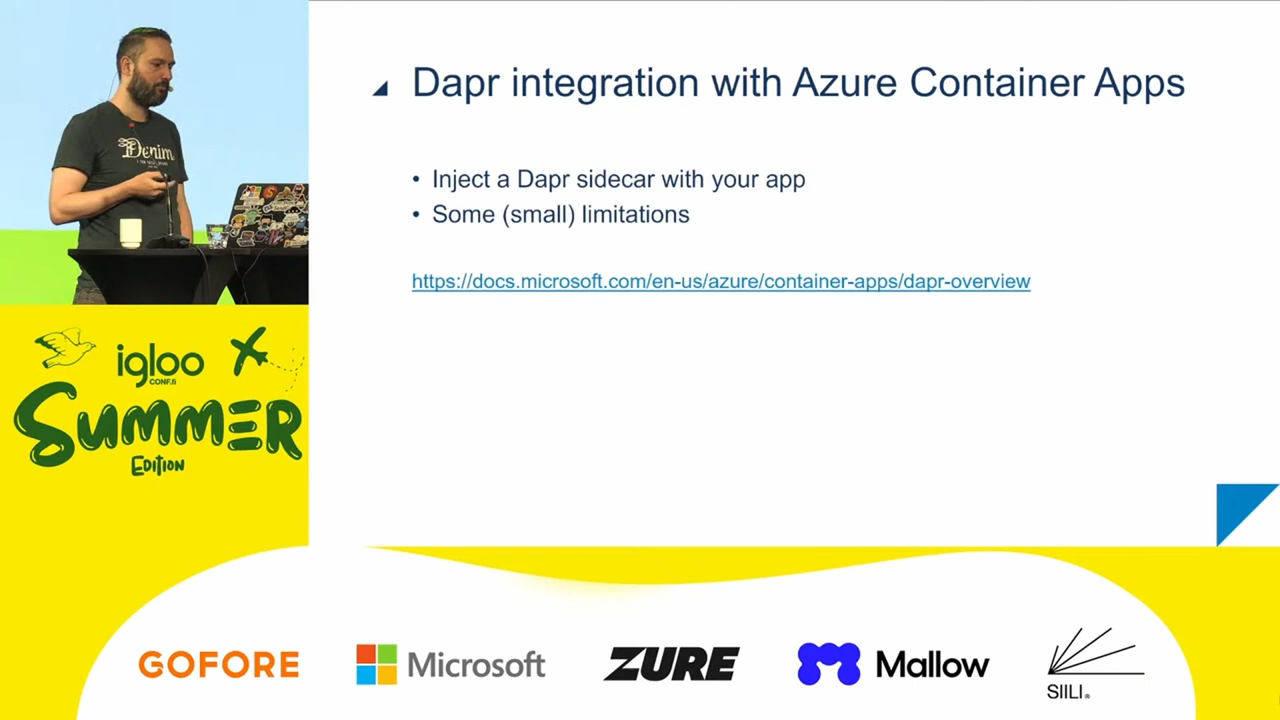 Dapr integration with Azure Container Apps
• Inject a Dapr sidecar with your app
• Some (small) limitations
https://docs.microsoft.com/en-us/azure/container-apps/dapr-overview
Denim
igloo
CONF.fi
SUMMER
EDITION
GOFORE
Microsoft
ZURE
Mallow
SIILI